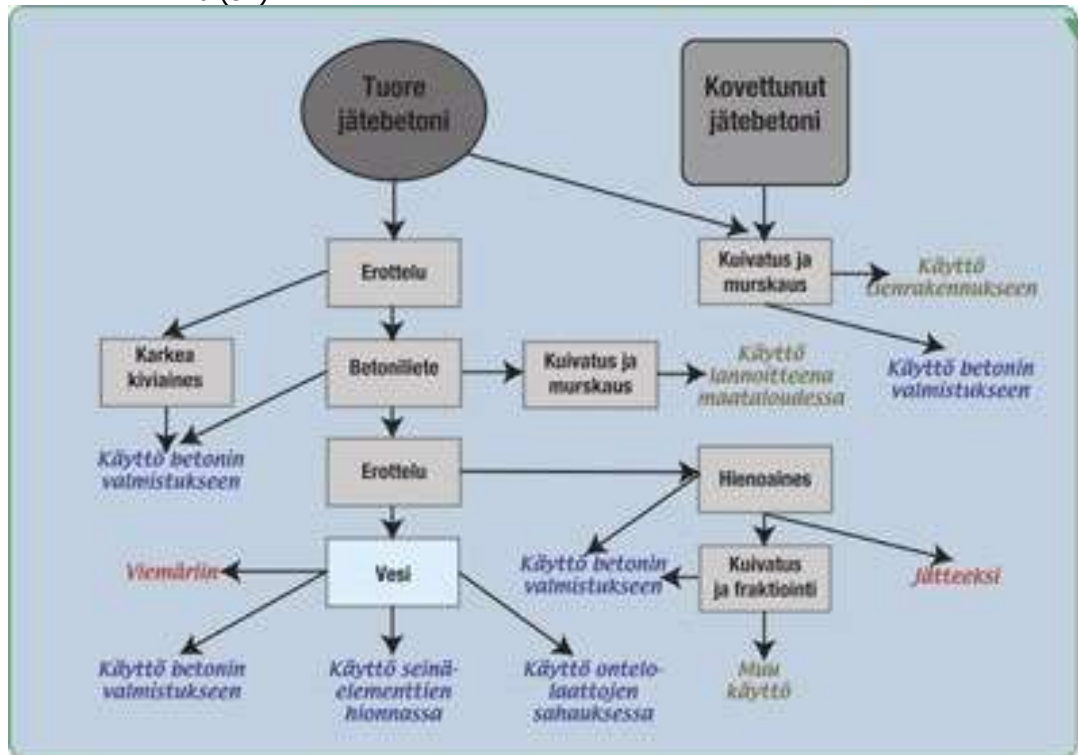 Tuore
jätebetoni
Kovettunut
jätebetoni
Erottelu
Kuivatus ja
murskaus
Käyttö
tienrakennukseen
Karkea
kiviaines
Betoniliete
Kuivatus ja
murskaus
Käyttö
lannoitteena
maataloudessa
Käyttö betonin
valmistukseen
Käyttö betonin
valmistukseen
Erottelu
Hienoaines
Viemäriin
Vesi
Käyttö betonin
valmistukseen
Kuivatus
ja fraktiointi
Jätteeksi
Käyttö betonin
valmistukseen
Käyttö seinä-
elementtien
hionnassa
Käyttö ontelo-
laattojen
sahauksessa
Muu
käyttö